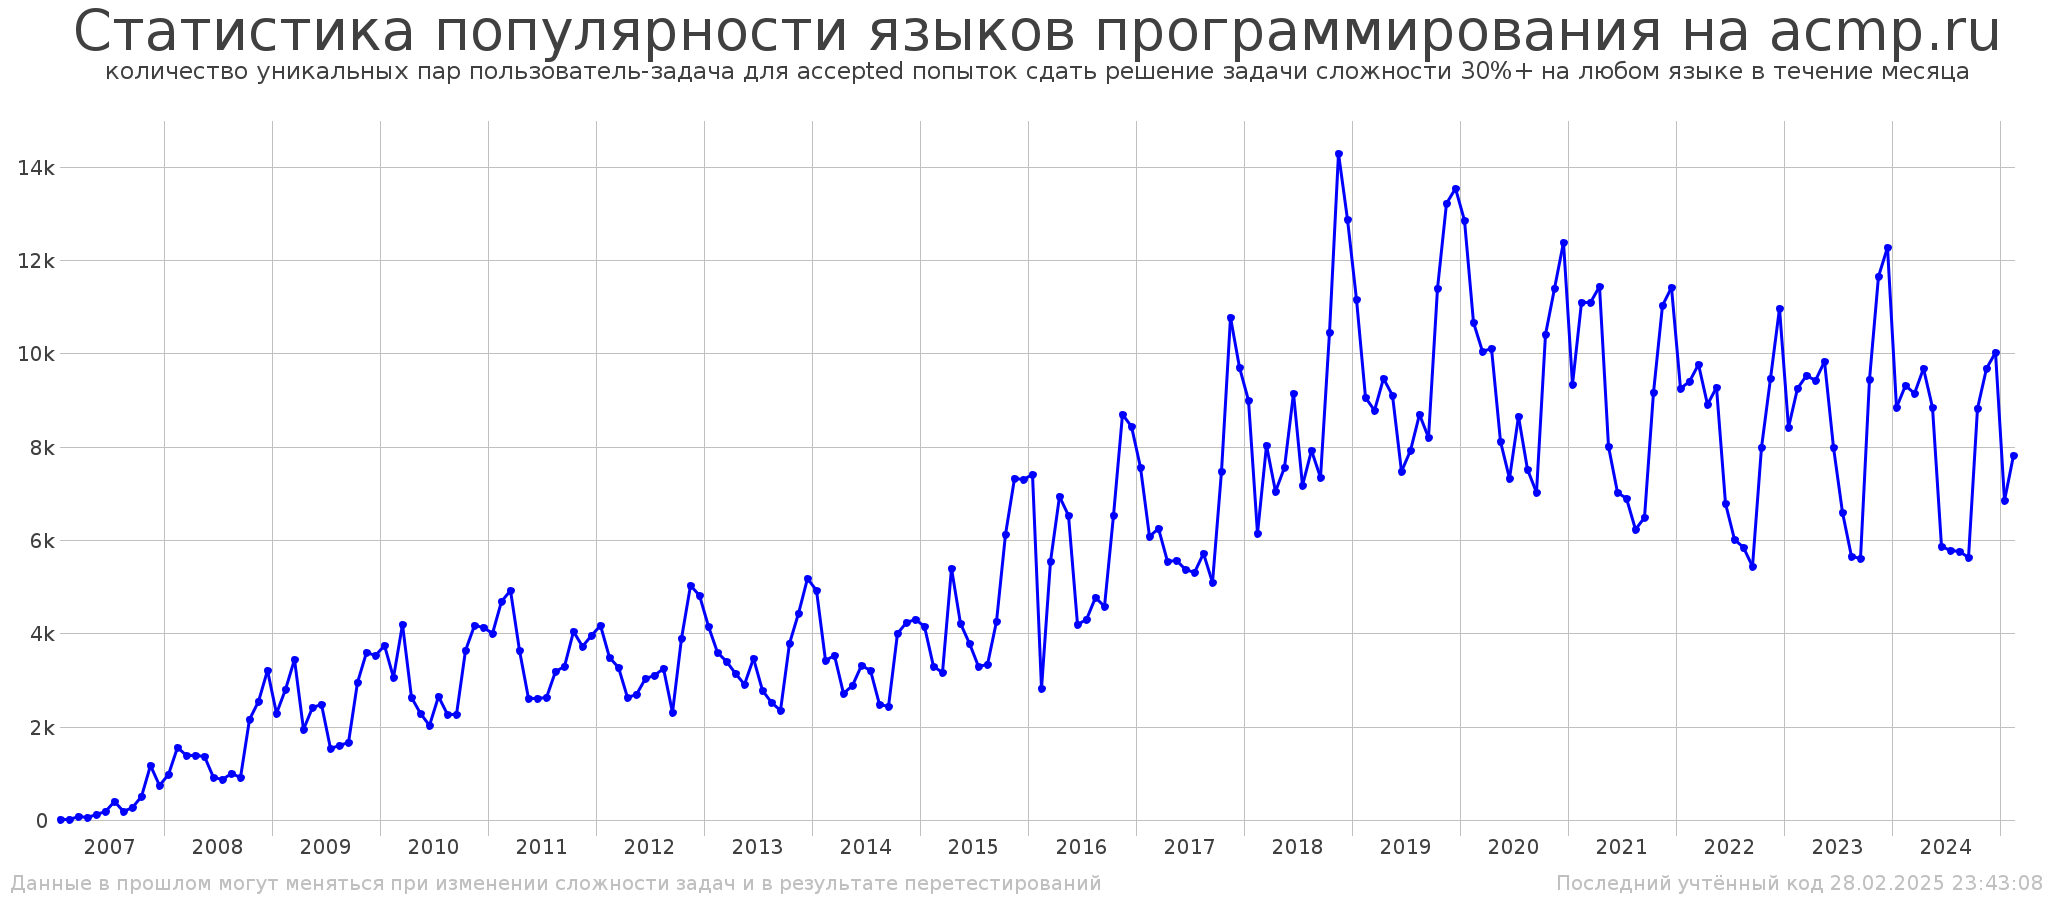 Статистика популярности языков программирования на acmp.ru
количество уникальных пар пользователь-задача для accepted попыток сдать решение задачи сложности 30%+ на любом языке в течение месяца
14k
12k
10k
8k
6k
4k
2k
0
2007 2008 2009 2010 2011 2012 2013 2014 2015 2016 2017 2018 2019 2020 2021 2022 2023 2024
Данные в прошлом могут меняться при изменении сложности задач и в результате перетестирований
Последний учтённый код 28.02.2025 23:43:08